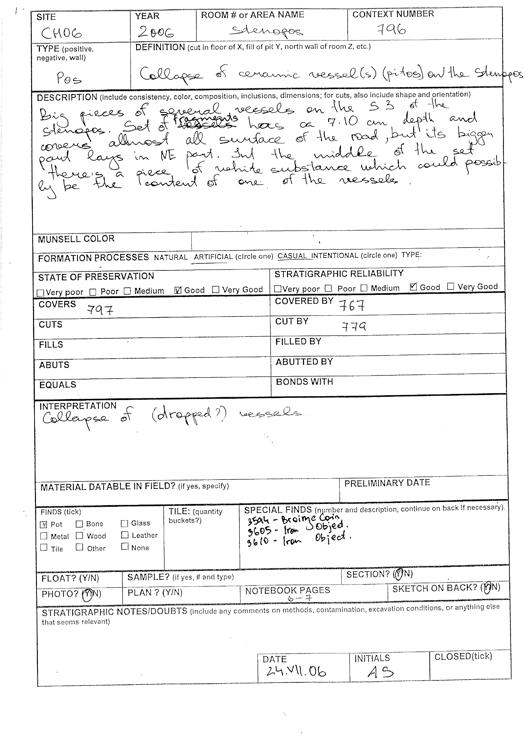 SITE YEAR ROOM # or AREA NAME CONTEXT NUMBER
CH06 2006 Stenopos 796
TYPE (positive, negative, wall) DEFINITION (cut in floor of X, fill of pit Y, north wall of room Z, etc.)
Pos Collapse of ceramic vessel(s) (pitos) on the Stenopos
DESCRIPTION (include consistency, color, composition, inclusions, dimensions; for cuts, also include shape and orientation)
Big pieces of several vessels on the S 3 of the
stenopos. Set of fragments has ca 7-10 cm depth and
covers allmost all surface of the road, but its bigger
part lays in NE part. Int the middle of the set
there's a piece of white substance which could possib-
ly be the content of one of the vessels.
MUNSELL COLOR
FORMATION PROCESSES NATURAL ARTIFICIAL (circle one) CASUAL INTENTIONAL (circle one) TYPE:
STATE OF PRESERVATION STRATIGRAPHIC RELIABILITY
☐ Very poor ☐ Poor ☐ Medium ☑ Good ☐ Very Good ☐ Very poor ☐ Poor ☐ Medium ☑ Good ☐ Very Good
COVERS 797 COVERED BY 767
CUTS CUT BY 779
FILLS FILLED BY
ABUTS ABUTTED BY
EQUALS BONDS WITH
INTERPRETATION
Collapse of (dropped?) vessels
MATERIAL DATABLE IN FIELD? (if yes, specify) PRELIMINARY DATE
FINDS (tick) TILE: (quantity buckets?) SPECIAL FINDS (number and description, continue on back if necessary)
☑ Pot ☐ Bone ☐ Glass
☐ Metal ☐ Wood ☐ Leather
☐ Tile ☐ Other ☐ None
3594 - Bronze Coin
3605 - Iron Object.
3610 - Iron Object.
FLOAT? (Y/N) SAMPLE? (if yes, # and type) SECTION? (Y/N)
PHOTO? (Y/N) PLAN ? (Y/N) NOTEBOOK PAGES 6-7 SKETCH ON BACK? (Y/N)
STRATIGRAPHIC NOTES/DOUBTS (include any comments on methods, contamination, excavation conditions, or anything else
that seems relevant)
DATE INITIALS CLOSED(tick)
24.VII.06 AS